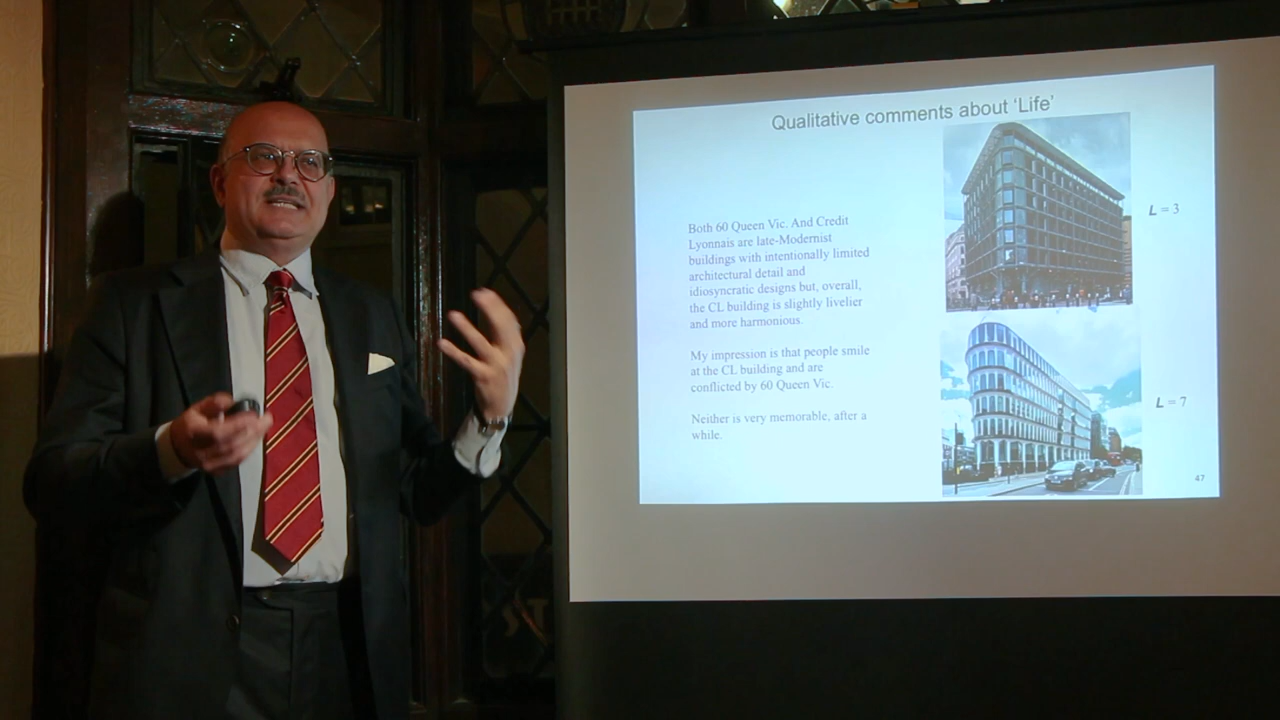 Qualitative comments about ‘Life’
Both 60 Queen Vic. And Credit
Lyonnais are late-Modernist
buildings with intentionally limited
architectural detail and
idiosyncratic designs but, overall,
the CL building is slightly livelier
and more harmonious.
My impression is that people smile
at the CL building and are
conflicted by 60 Queen Vic.
Neither is very memorable, after a
while.
L = 3
L = 7
47